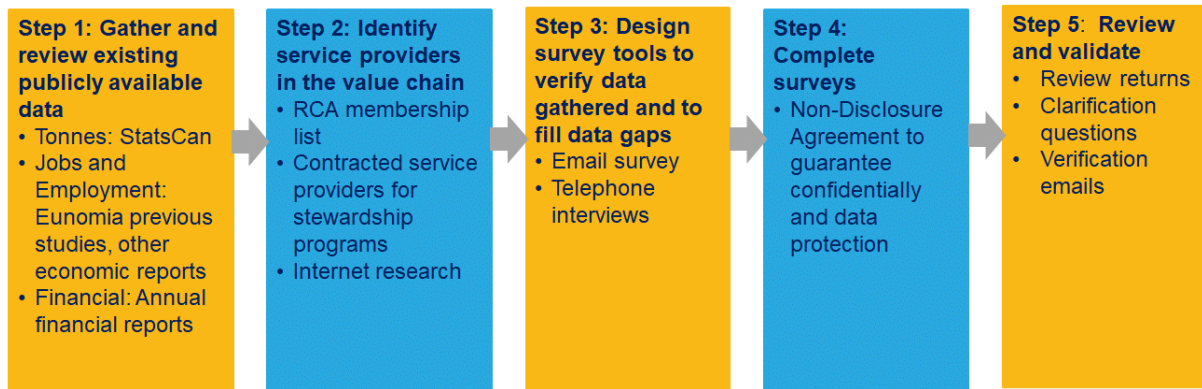 Step 1: Gather and
review existing
publicly available
data
• Tonnes: StatsCan
• Jobs and
Employment:
Eunomia previous
studies, other
economic reports
• Financial: Annual
financial reports
Step 2: Identify
service providers
in the value chain
• RCA membership
list
• Contracted service
providers for
stewardship
programs
• Internet research
Step 3: Design
survey tools to
verify data
gathered and to
fill data gaps
• Email survey
• Telephone
interviews
Step 4:
Complete
surveys
• Non-Disclosure
Agreement to
guarantee
confidentially
and data
protection
Step 5: Review
and validate
• Review returns
• Clarification
questions
• Verification
emails